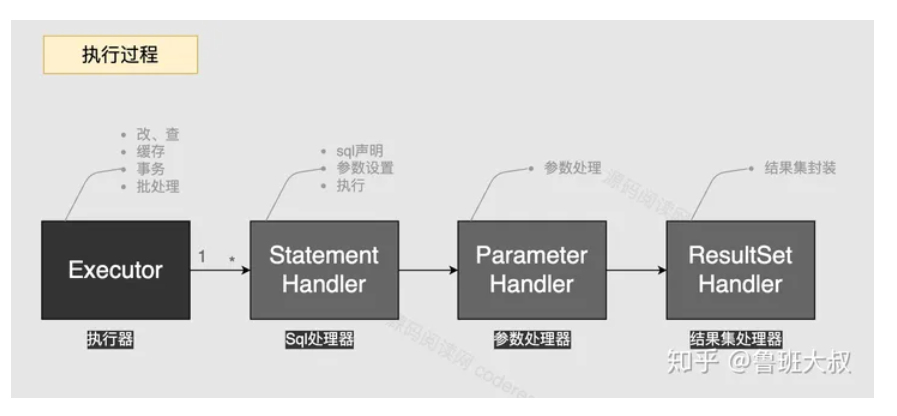 执行过程
• 改、查
• 缓存
• 事务
• 批处理
• sql声明
• 参数设置
• 执行
• 参数处理
• 结果集封装
Executor
1
*
Statement
Handler
Parameter
Handler
ResultSet
Handler
执行器
Sql处理器
参数处理器
结果集处理器
源码阅读网
源码阅读网 codere
知乎 @鲁班大叔